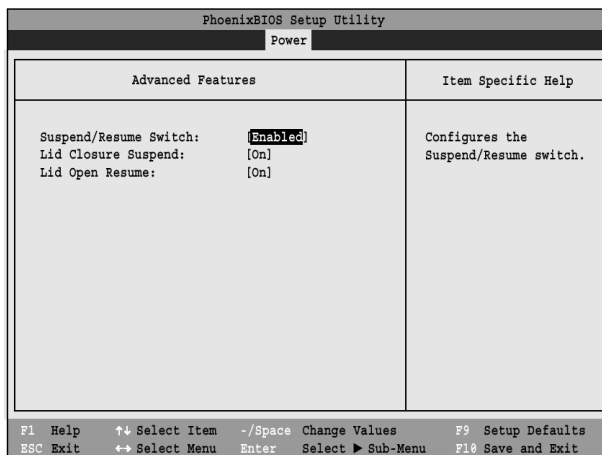 PhoenixBIOS Setup Utility
Power
Advanced Features
Item Specific Help
Suspend/Resume Switch: [Enabled]
Lid Closure Suspend: [On]
Lid Open Resume: [On]
Configures the
Suspend/Resume switch.
F1 Help ↑↓ Select Item -/Space Change Values F9 Setup Defaults
ESC Exit ↔ Select Menu Enter Select ▶ Sub-Menu F10 Save and Exit